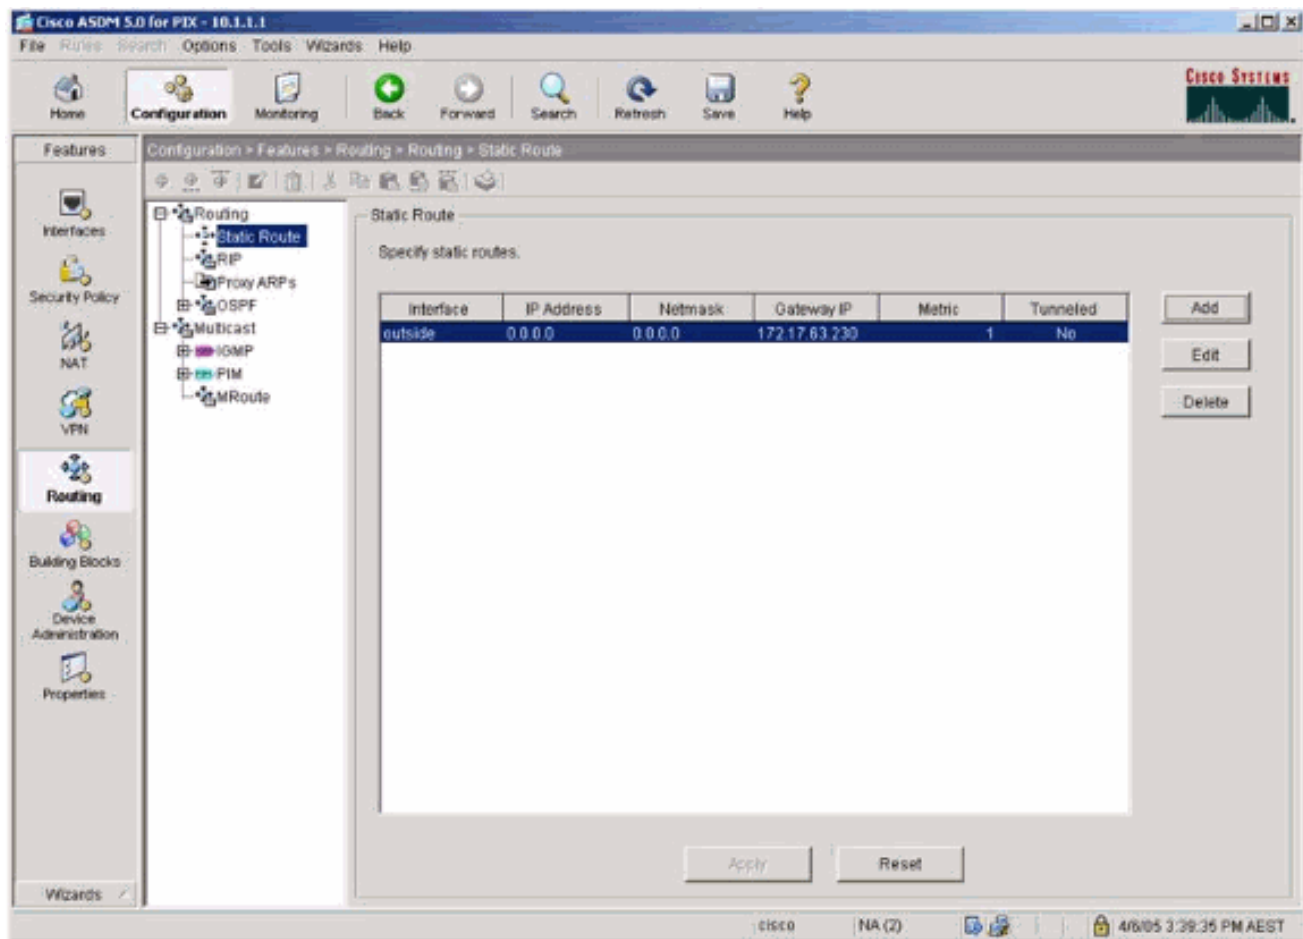 Cisco ASDM 5.0 for PIX - 10.1.1.1
File Rules Search Options Tools Wizards Help
Home Configuration Monitoring Back Forward Search Refresh Save Help
CISCO SYSTEMS
Features
Configuration > Features > Routing > Routing > Static Route
Interfaces
Security Policy
NAT
VPN
Routing
Building Blocks
Device Administration
Properties
Wizards
Routing
Static Route
RIP
Proxy ARPs
OSPF
Multicast
IGMP
PIM
MRoute
Static Route
Specify static routes.
Interface IP Address Netmask Gateway IP Metric Tunneled
outside 0.0.0.0 0.0.0.0 172.17.63.230 1 No
Add
Edit
Delete
Apply Reset
cisco NA (2) 4/6/05 3:39:35 PM AEST